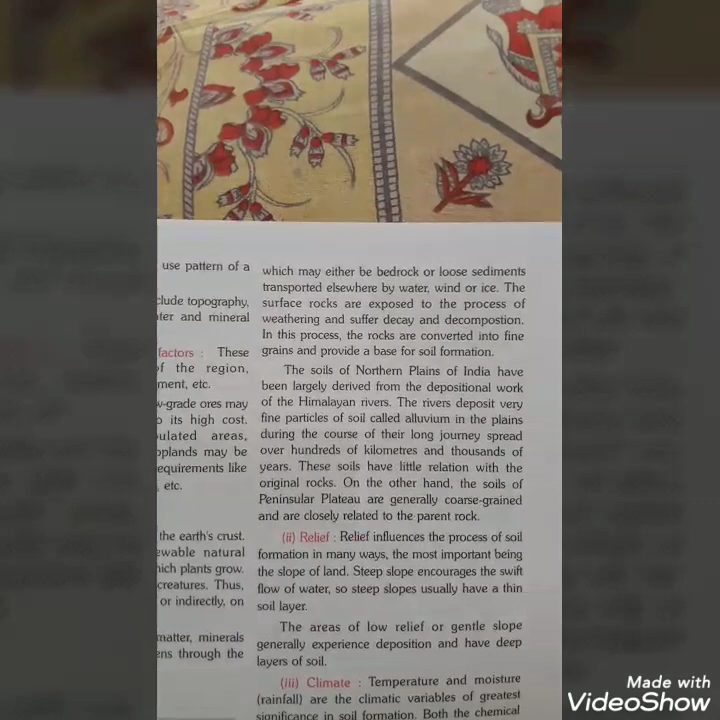 use pattern of a
clude topography,
ter and mineral
factors : These
of the region,
ment, etc.
w-grade ores may
its high cost.
ulated areas,
oplands may be
equirements like
etc.
the earth's crust.
ewable natural
hich plants grow.
creatures. Thus,
or indirectly, on
matter, minerals
ens through the
which may either be bedrock or loose sediments
transported elsewhere by water, wind or ice. The
surface rocks are exposed to the process of
weathering and suffer decay and decompostion.
In this process, the rocks are converted into fine
grains and provide a base for soil formation.
The soils of Northern Plains of India have
been largely derived from the depositional work
of the Himalayan rivers. The rivers deposit very
fine particles of soil called alluvium in the plains
during the course of their long journey spread
over hundreds of kilometres and thousands of
years. These soils have little relation with the
original rocks. On the other hand, the soils of
Peninsular Plateau are generally coarse-grained
and are closely related to the parent rock.
(ii) Relief : Relief influences the process of soil
formation in many ways, the most important being
the slope of land. Steep slope encourages the swift
flow of water, so steep slopes usually have a thin
soil layer.
The areas of low relief or gentle slope
generally experience deposition and have deep
layers of soil.
(iii) Climate : Temperature and moisture
(rainfall) are the climatic variables of greatest
significance in soil formation. Both the chemical
Made with
VideoShow